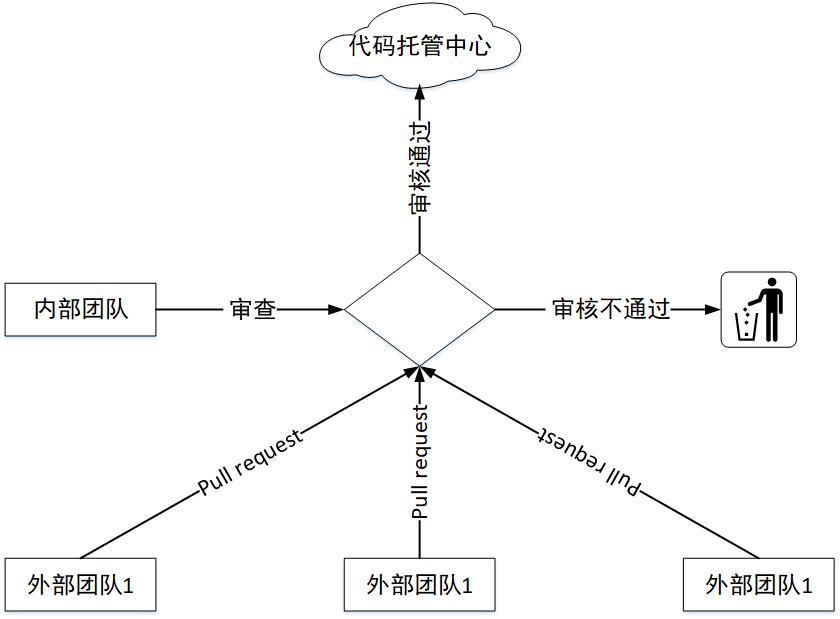 代码托管中心
审核通过
内部团队
审查
审核不通过
Pull request
Pull request
Pull request
外部团队1
外部团队1
外部团队1